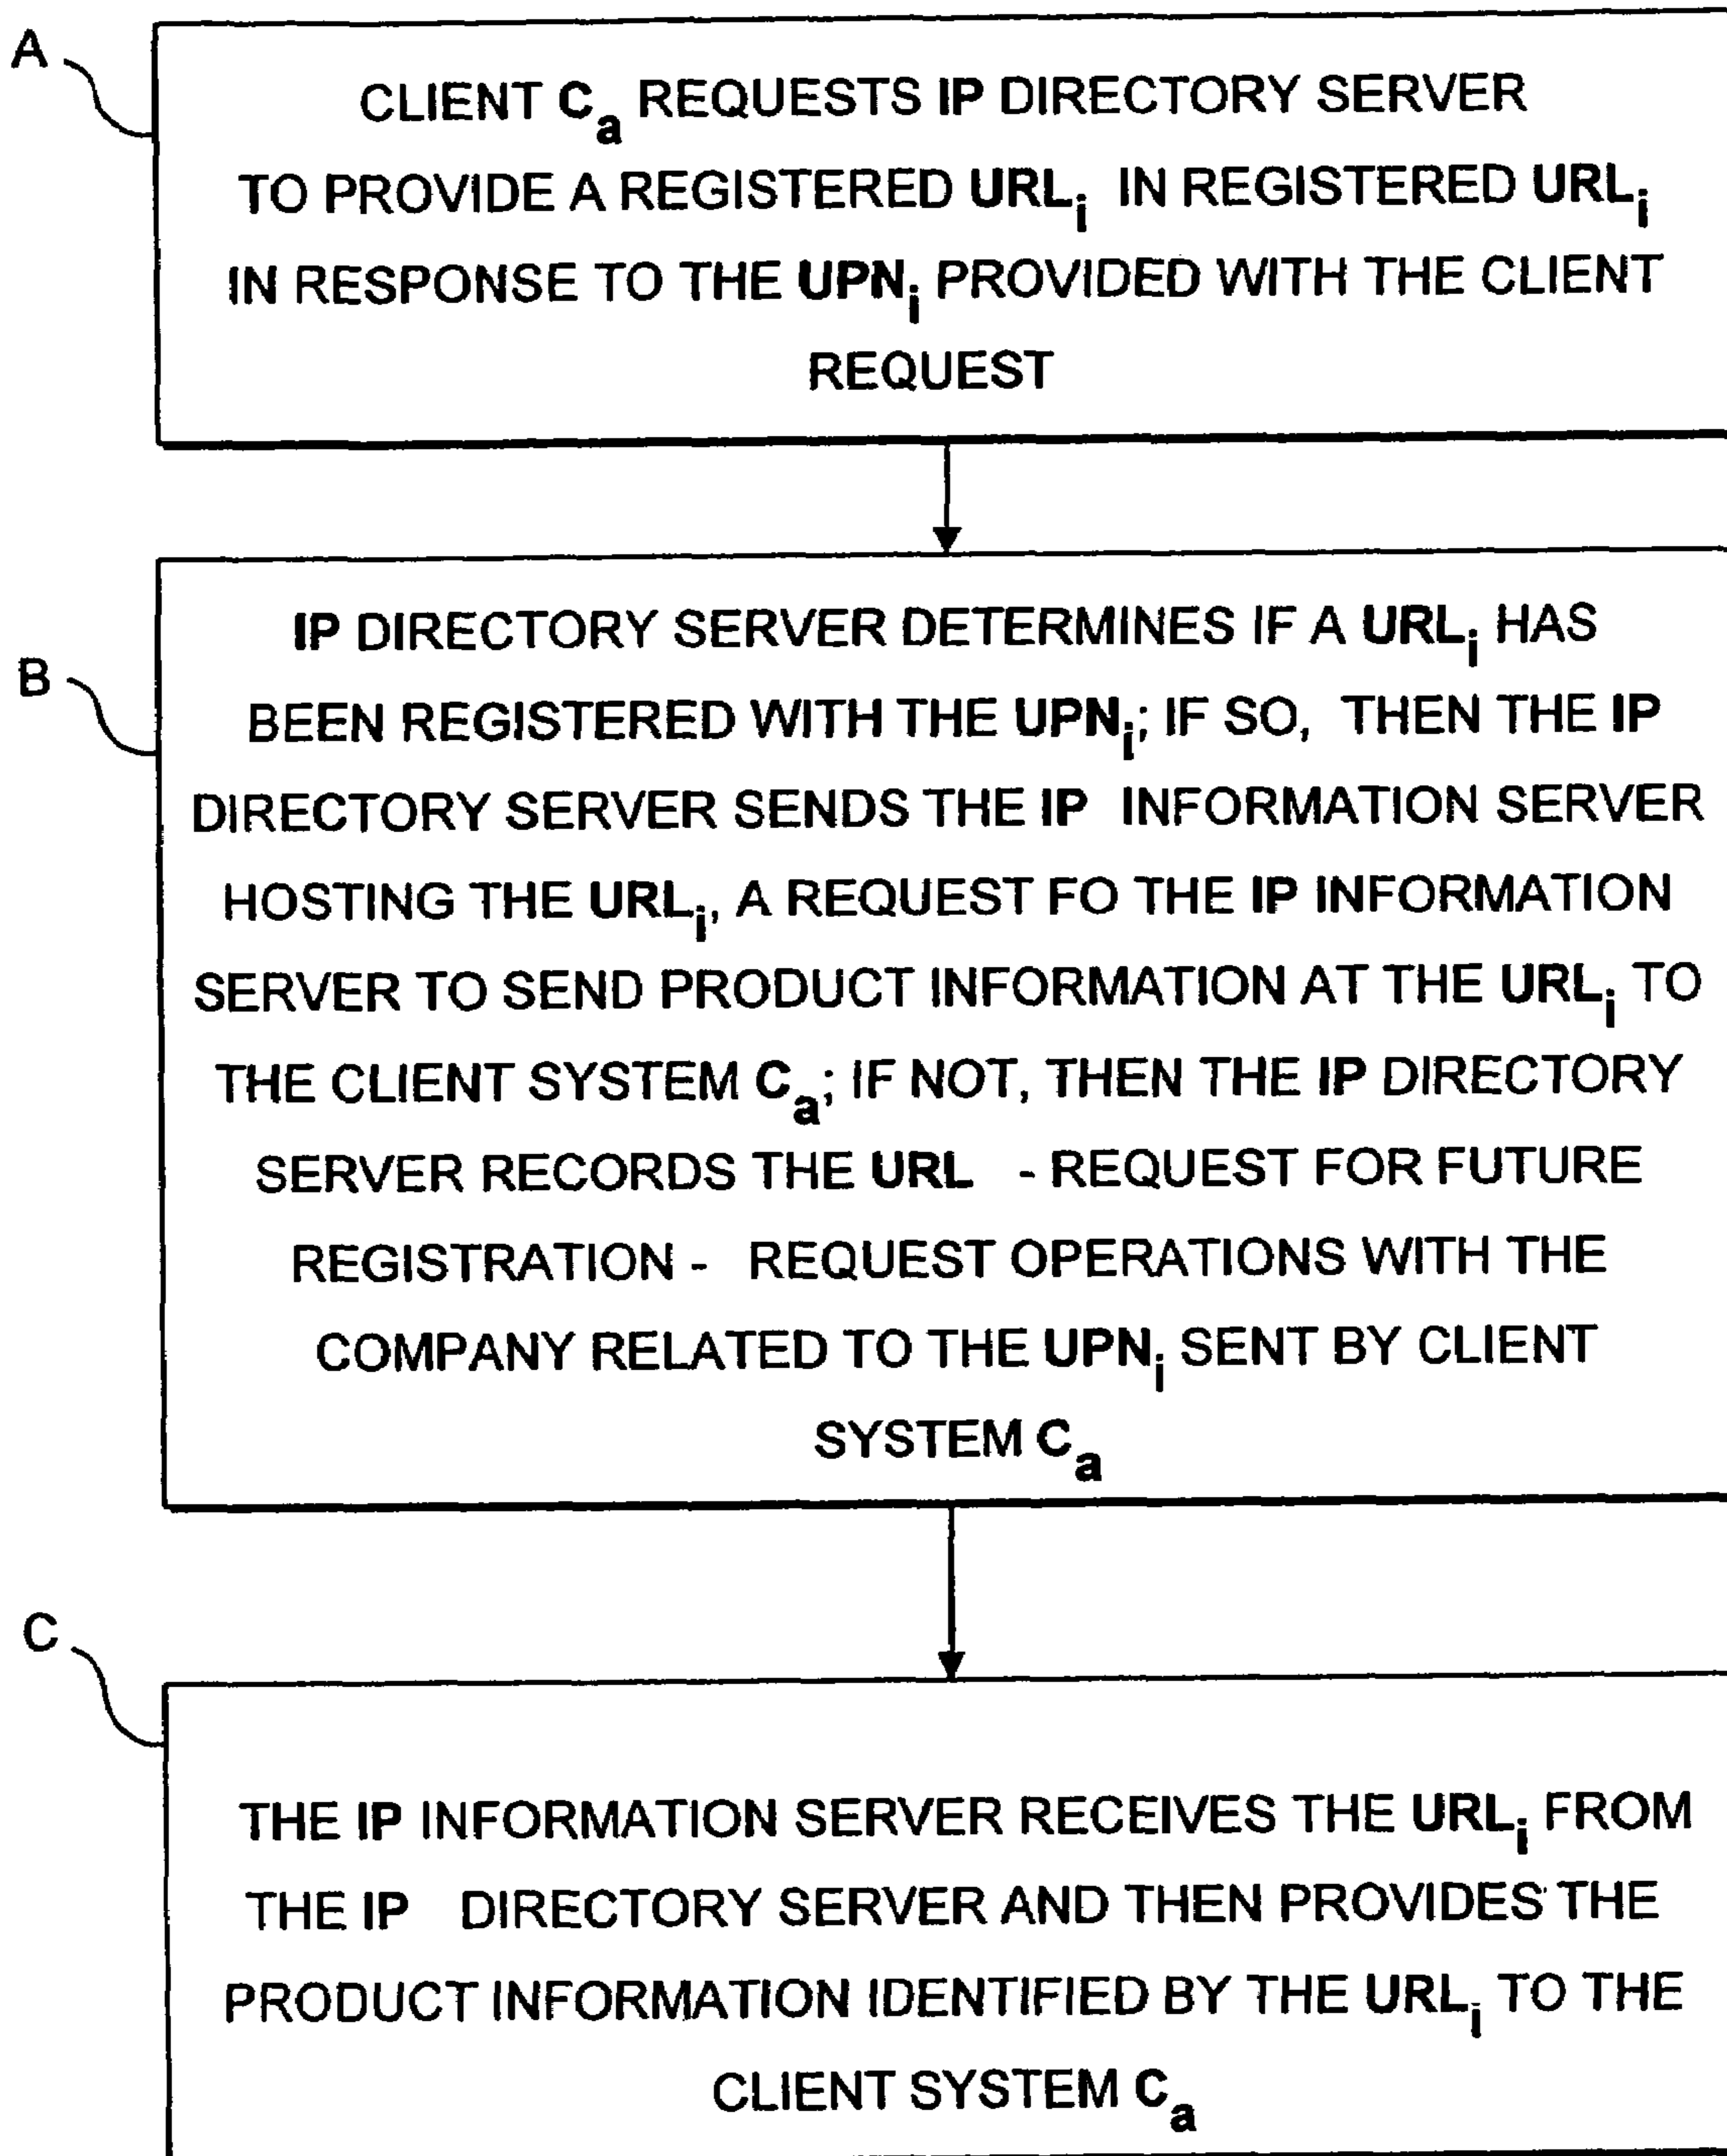 A
CLIENT Ca REQUESTS IP DIRECTORY SERVER
TO PROVIDE A REGISTERED URLi IN REGISTERED URLi
IN RESPONSE TO THE UPNi PROVIDED WITH THE CLIENT
REQUEST
B
IP DIRECTORY SERVER DETERMINES IF A URLi HAS
BEEN REGISTERED WITH THE UPNi; IF SO, THEN THE IP
DIRECTORY SERVER SENDS THE IP INFORMATION SERVER
HOSTING THE URLi, A REQUEST FO THE IP INFORMATION
SERVER TO SEND PRODUCT INFORMATION AT THE URLi TO
THE CLIENT SYSTEM Ca; IF NOT, THEN THE IP DIRECTORY
SERVER RECORDS THE URL - REQUEST FOR FUTURE
REGISTRATION - REQUEST OPERATIONS WITH THE
COMPANY RELATED TO THE UPNi SENT BY CLIENT
SYSTEM Ca
C
THE IP INFORMATION SERVER RECEIVES THE URLi FROM
THE IP DIRECTORY SERVER AND THEN PROVIDES THE
PRODUCT INFORMATION IDENTIFIED BY THE URLi TO THE
CLIENT SYSTEM Ca